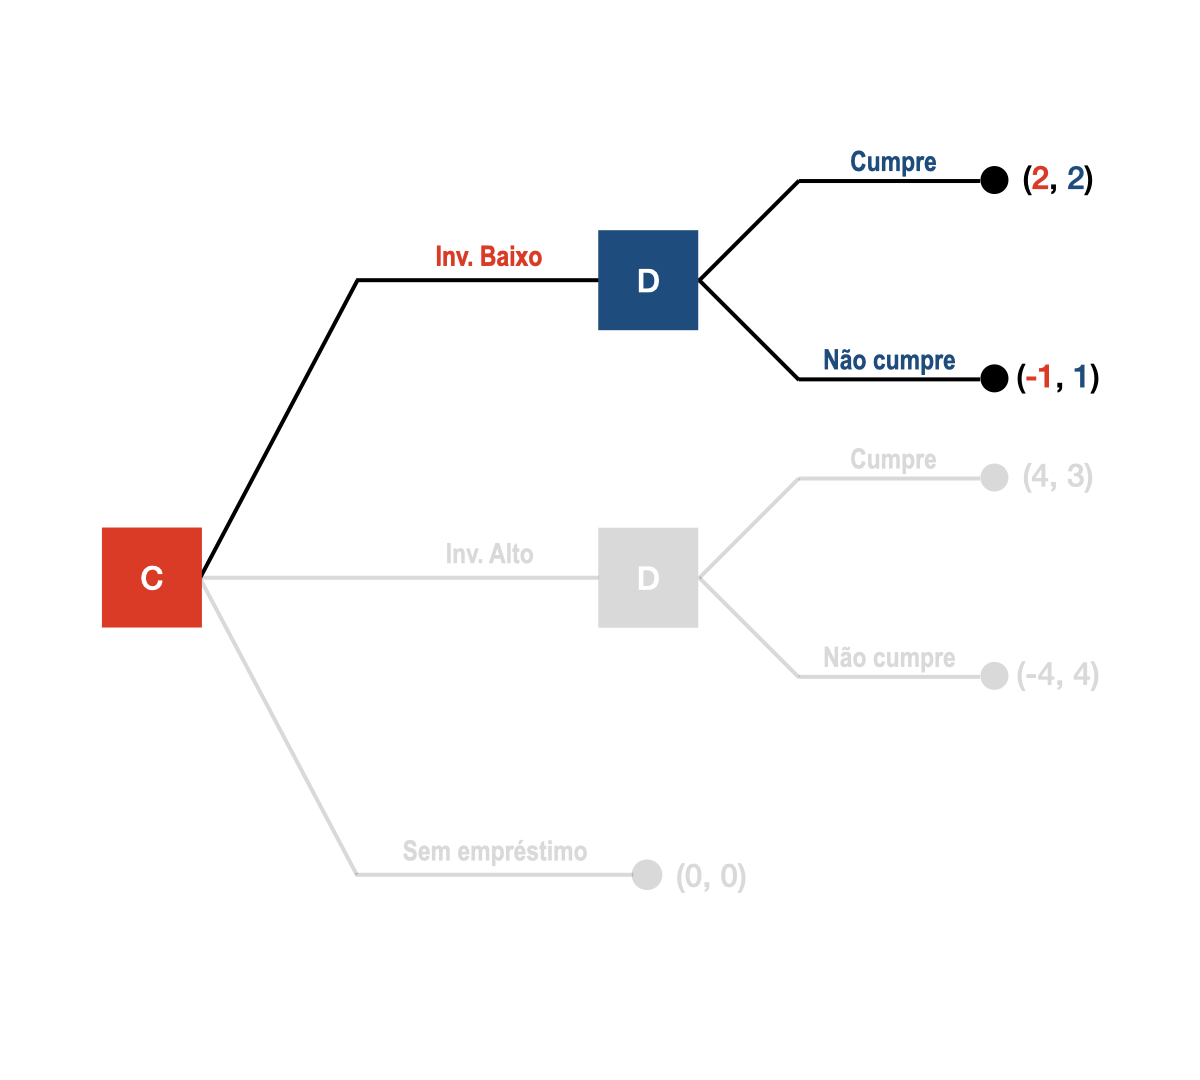 Cumpre
(2, 2)
Inv. Baixo
D
Não cumpre
(-1, 1)
Cumpre
(4, 3)
C
Inv. Alto
D
Não cumpre
(-4, 4)
Sem empréstimo
(0, 0)